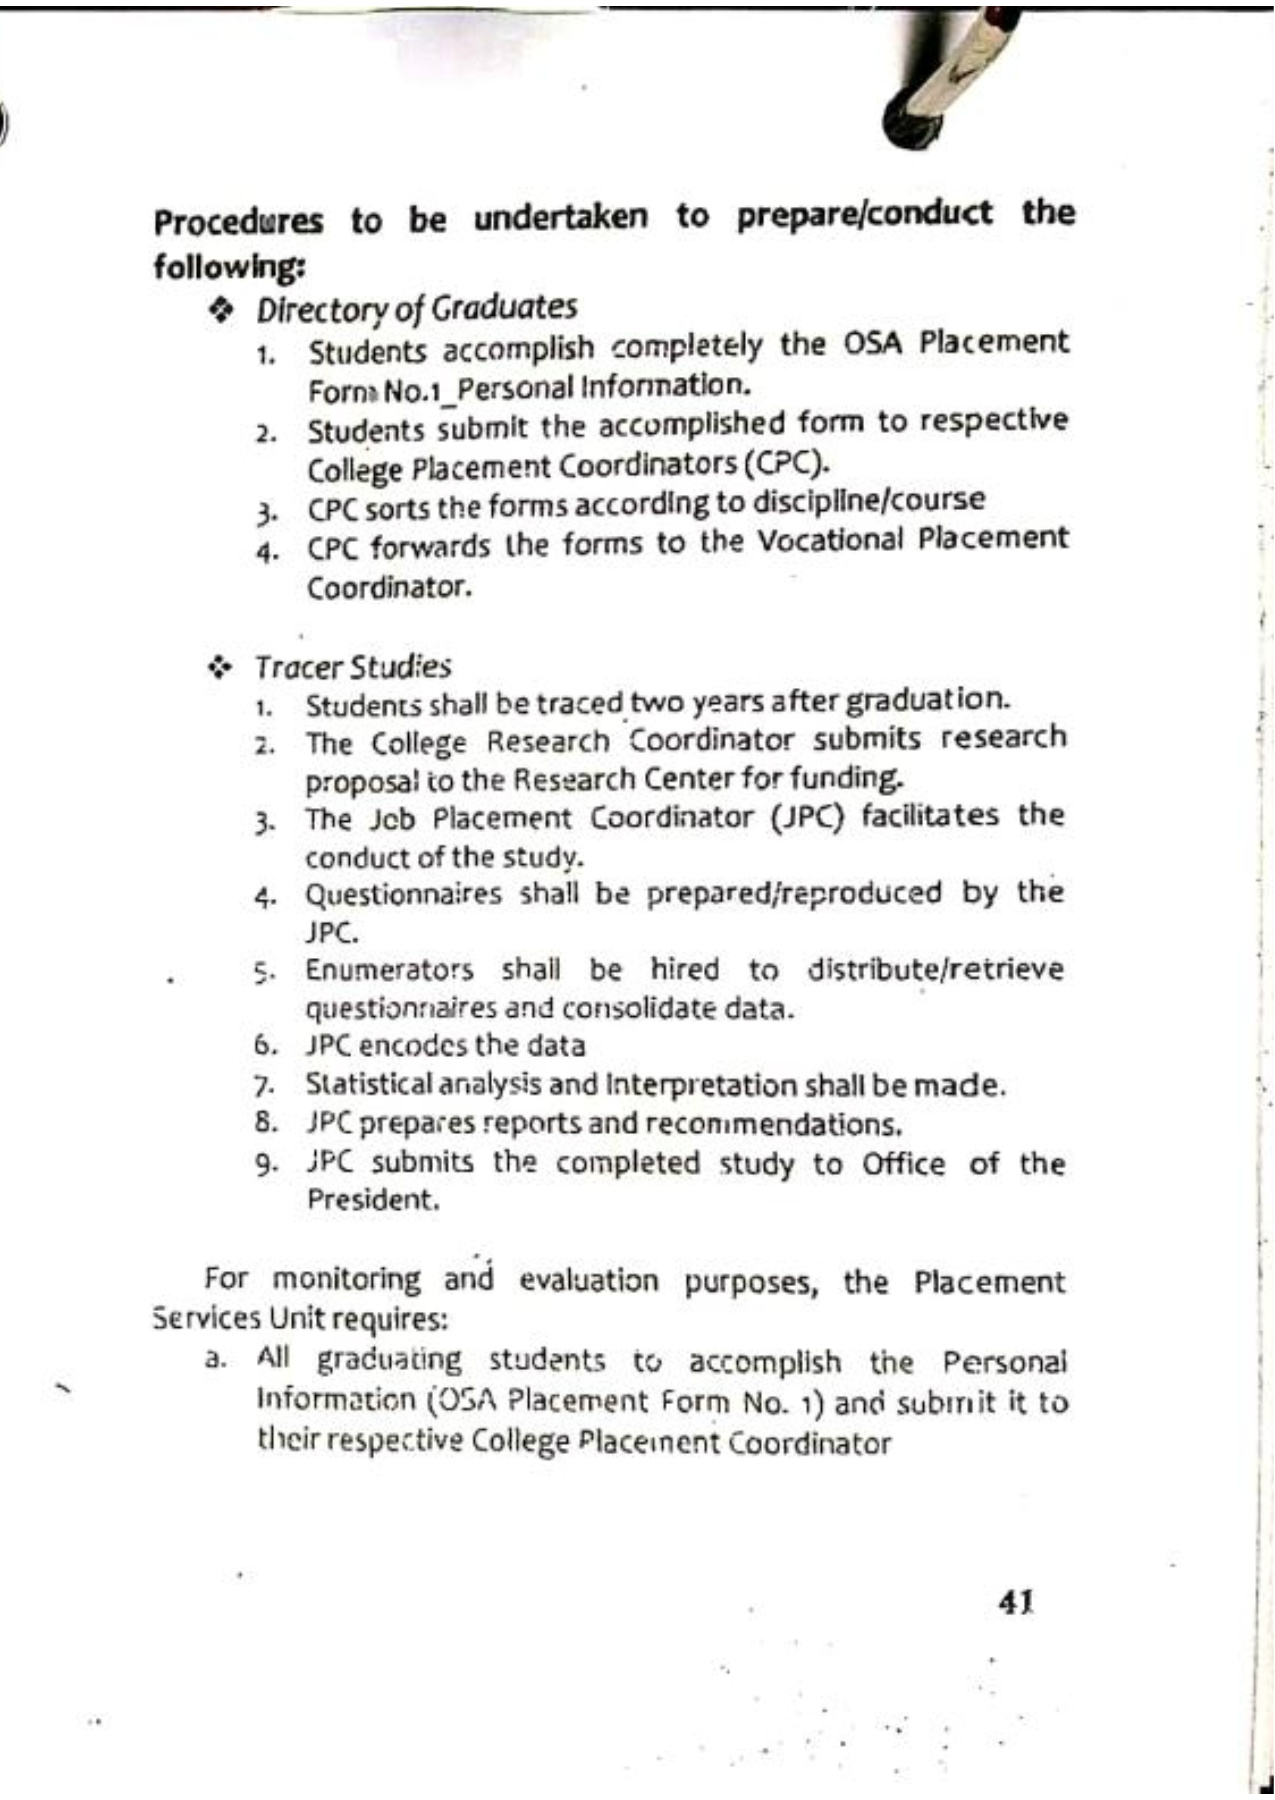 Procedures to be undertaken to prepare/conduct the
following:
❖ Directory of Graduates
1. Students accomplish completely the OSA Placement
Form No.1_Personal Information.
2. Students submit the accomplished form to respective
College Placement Coordinators (CPC).
3. CPC sorts the forms according to discipline/course
4. CPC forwards the forms to the Vocational Placement
Coordinator.
❖ Tracer Studies
1. Students shall be traced two years after graduation.
2. The College Research Coordinator submits research
proposal to the Research Center for funding.
3. The Job Placement Coordinator (JPC) facilitates the
conduct of the study.
4. Questionnaires shall be prepared/reproduced by the
JPC.
5. Enumerators shall be hired to distribute/retrieve
questionnaires and consolidate data.
6. JPC encodes the data
7. Statistical analysis and Interpretation shall be made.
8. JPC prepares reports and recommendations.
9. JPC submits the completed study to Office of the
President.
For monitoring and evaluation purposes, the Placement
Services Unit requires:
a. All graduating students to accomplish the Personal
Information (OSA Placement Form No. 1) and submit it to
their respective College Placement Coordinator
41